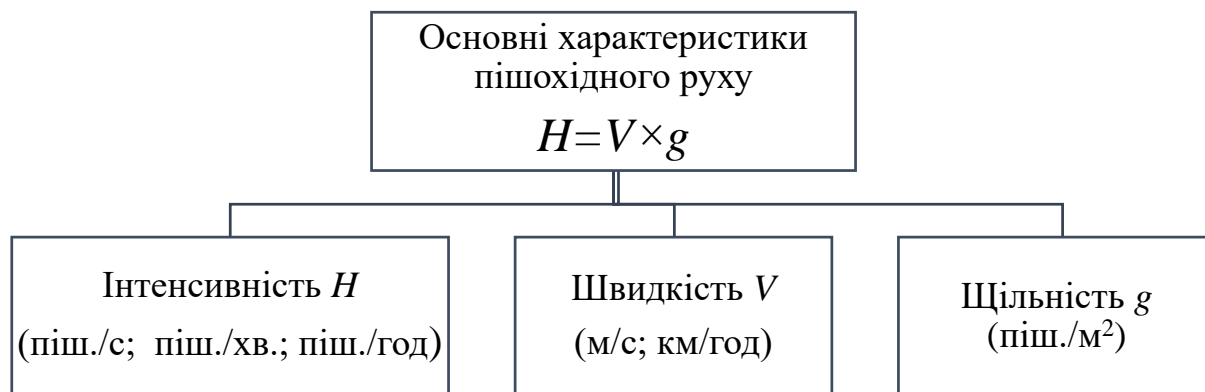 Основні характеристики
пішохідного руху
H=V×g
Інтенсивність H
(піш./с; піш./хв.; піш./год)
Швидкість V
(м/с; км/год)
Щільність g
(піш./м²)